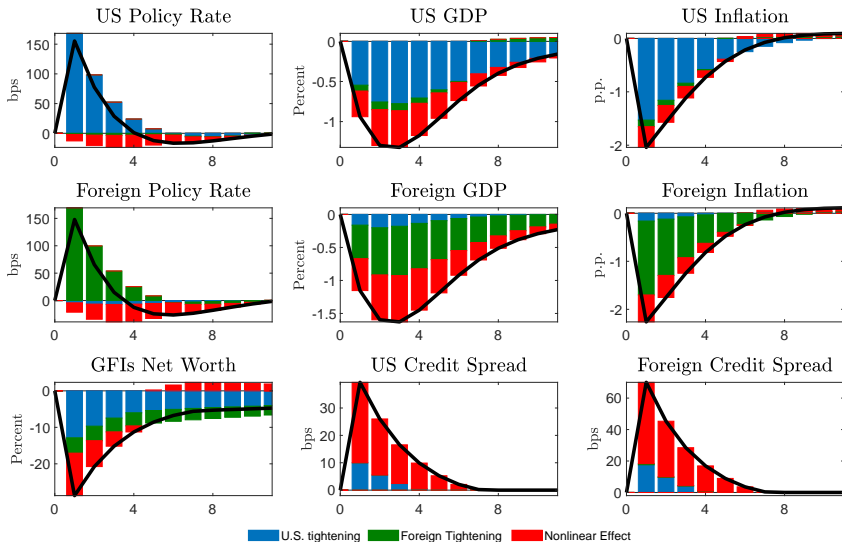 US Policy Rate
US GDP
US Inflation
bps
150
100
50
0
0
4
8
Percent
0
-0.5
-1
0
4
8
p.p.
0
-1
-2
0
4
8
Foreign Policy Rate
Foreign GDP
Foreign Inflation
bps
150
100
50
0
0
4
8
Percent
0
-0.5
-1
-1.5
0
4
8
p.p.
0
-1
-2
0
4
8
GFIs Net Worth
US Credit Spread
Foreign Credit Spread
Percent
0
-10
-20
0
4
8
bps
30
20
10
0
0
4
8
bps
60
40
20
0
0
4
8
U.S. tightening
Foreign Tightening
Nonlinear Effect